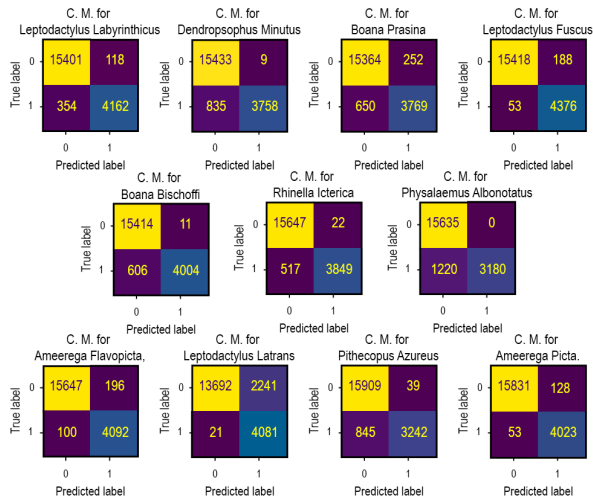 C. M. for
Leptodactylus Labyrinthicus
True label
0
15401
118
1
354
4162
0
1
Predicted label
C. M. for
Dendropsophus Minutus
True label
0
15433
9
1
835
3758
0
1
Predicted label
C. M. for
Boana Prasina
True label
0
15364
252
1
650
3769
0
1
Predicted label
C. M. for
Leptodactylus Fuscus
True label
0
15418
188
1
53
4376
0
1
Predicted label
C. M. for
Boana Bischoffi
True label
0
15414
11
1
606
4004
0
1
Predicted label
C. M. for
Rhinella Icterica
True label
0
15647
22
1
517
3849
0
1
Predicted label
C. M. for
Physalaemus Albonotatus
True label
0
15635
0
1
1220
3180
0
1
Predicted label
C. M. for
Ameerega Flavopicta,
True label
0
15647
196
1
100
4092
0
1
Predicted label
C. M. for
Leptodactylus Latrans
True label
0
13692
2241
1
21
4081
0
1
Predicted label
C. M. for
Pithecopus Azureus
True label
0
15909
39
1
845
3242
0
1
Predicted label
C. M. for
Ameerega Picta.
True label
0
15831
128
1
53
4023
0
1
Predicted label